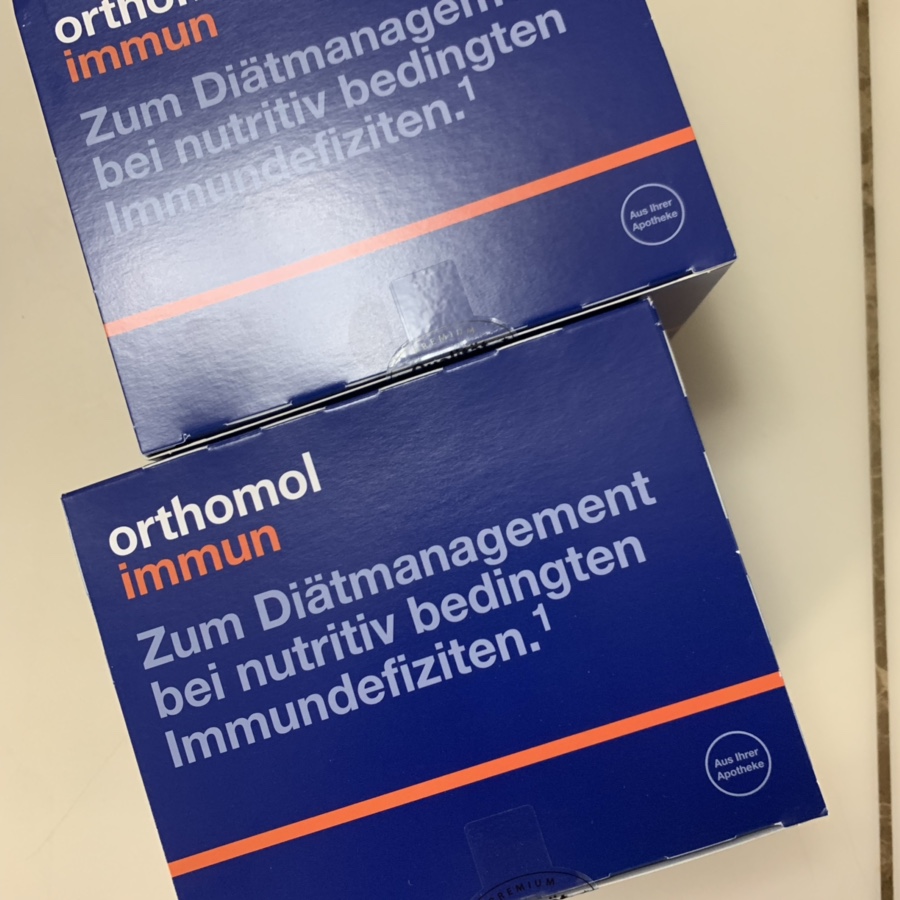 immun
Zum Diätmanagement
bei nutritiv bedingten
Immundefiziten.¹
Aus Ihrer
Apotheke
orthomol
immun
Zum Diätmanagement
bei nutritiv bedingten
Immundefiziten.¹
Aus Ihrer
Apotheke
PREMIUM